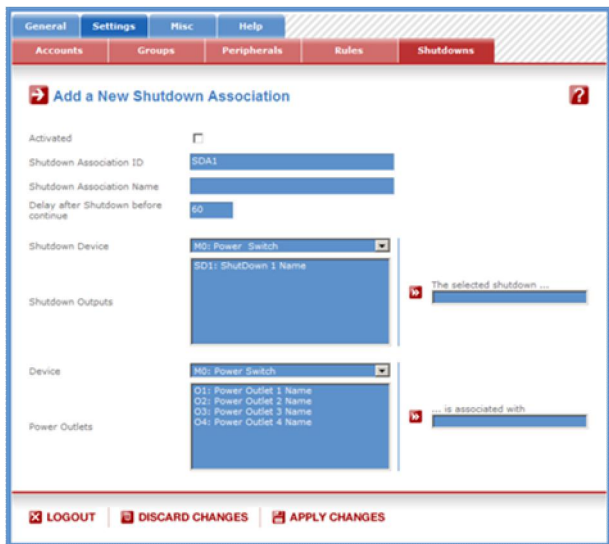 General Settings Misc Help
Accounts Groups Peripherals Rules Shutdowns
Add a New Shutdown Association ?
Activated
Shutdown Association ID SDA1
Shutdown Association Name
Delay after Shutdown before
continue 60
Shutdown Device M0: Power Switch
SD1: ShutDown 1 Name
The selected shutdown ...
Shutdown Outputs
Device M0: Power Switch
O1: Power Outlet 1 Name
O2: Power Outlet 2 Name
O3: Power Outlet 3 Name
O4: Power Outlet 4 Name
... is associated with
Power Outlets
LOGOUT DISCARD CHANGES APPLY CHANGES